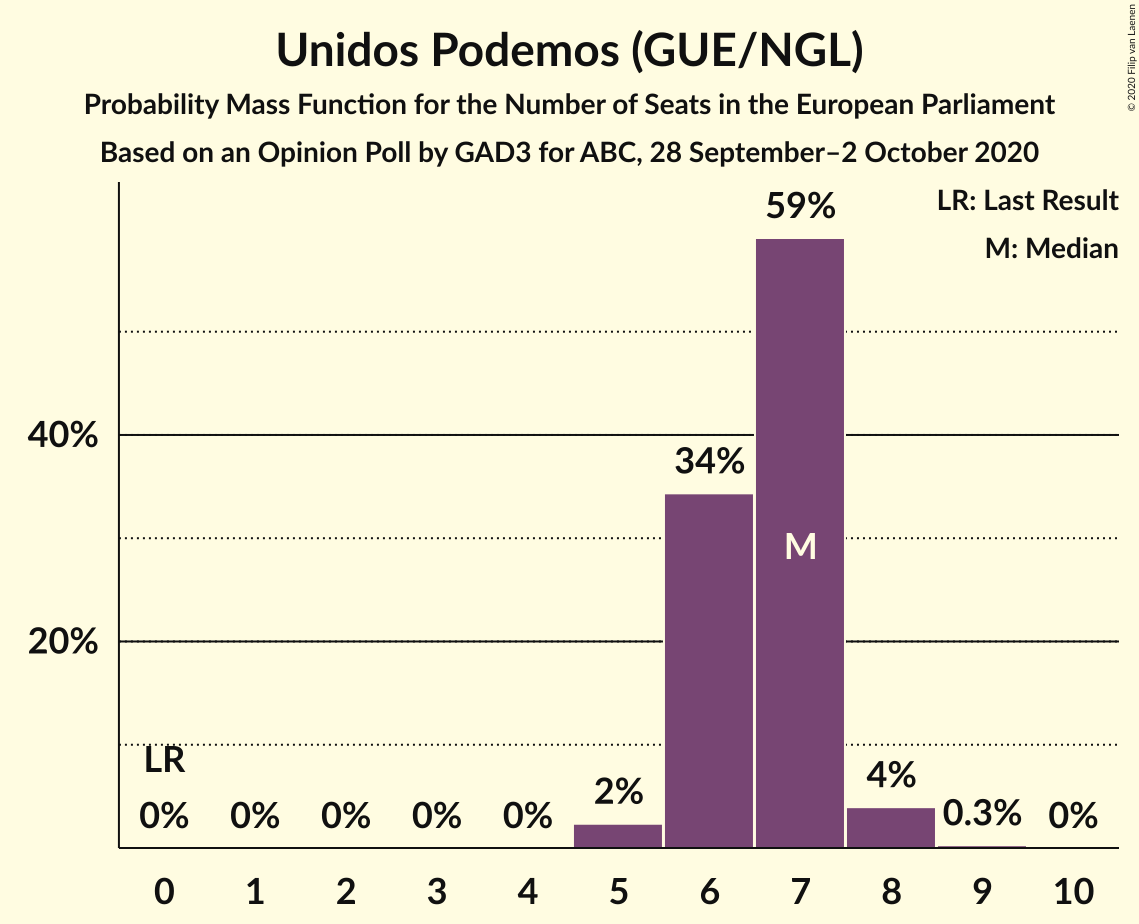 Unidos Podemos (GUE/NGL)
Probability Mass Function for the Number of Seats in the European Parliament
Based on an Opinion Poll by GAD3 for ABC, 28 September–2 October 2020
© 2020 Filip van Laenen
LR: Last Result
M: Median
59%
40%
34%
M
20%
LR
0% 0% 0% 0% 0% 2% 4% 0.3% 0%
0 1 2 3 4 5 6 7 8 9 10